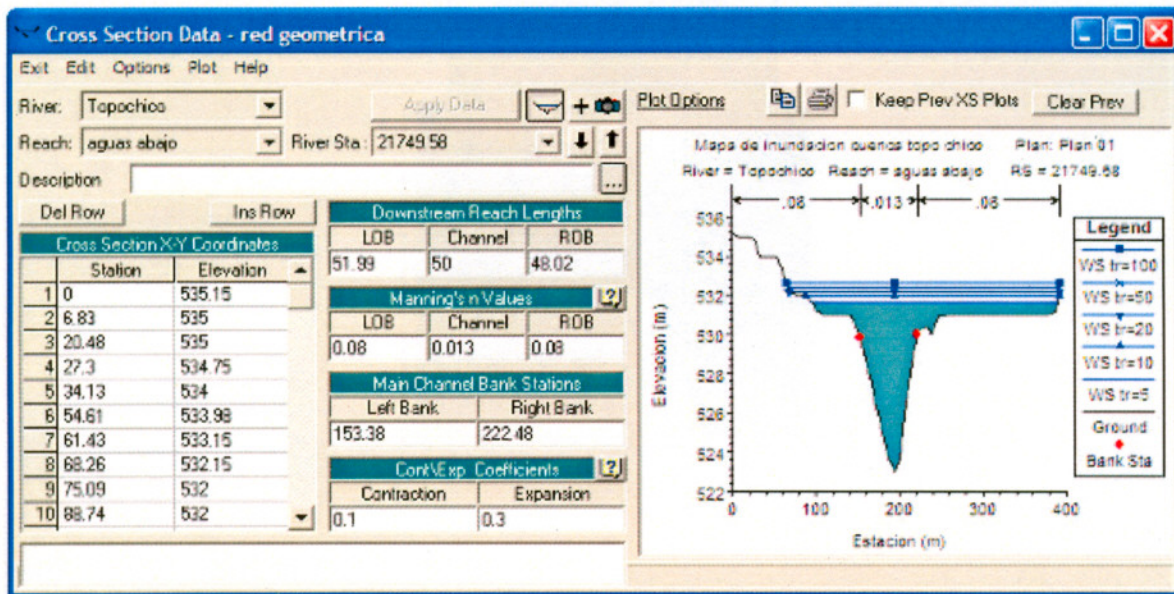 Cross Section Data - red geometrica
Exit Edit Options Plot Help
River: Topochico
Apply Data
Plot Options
Keep Prev XS Plots
Clear Prev
Reach: aguas abajo
River Sta.: 21749.58
Description
...
Del Row
Ins Row
Cross Section X-Y Coordinates
Station Elevation
1 0 535.15
2 6.83 535
3 20.48 535
4 27.3 534.75
5 34.13 534
6 54.61 533.98
7 61.43 533.15
8 68.26 532.15
9 75.09 532
10 88.74 532
Downstream Reach Lengths
LOB Channel ROB
51.99 50 48.02
Manning's n Values
LOB Channel ROB
0.08 0.013 0.08
Main Channel Bank Stations
Left Bank Right Bank
153.38 222.48
Cont\Exp. Coefficients
Contraction Expansion
0.1 0.3
Mapa de inundacion cuenca topo chico Plan: Plan 01
River = Topochico Reach = aguas abajo RS = 21749.58
.08 .013 .08
536
534
532
530
528
526
524
522
Elevacion (m)
0 100 200 300 400
Estacion (m)
Legend
WS tr=100
WS tr=50
WS tr=20
WS tr=10
WS tr=5
Ground
Bank Sta